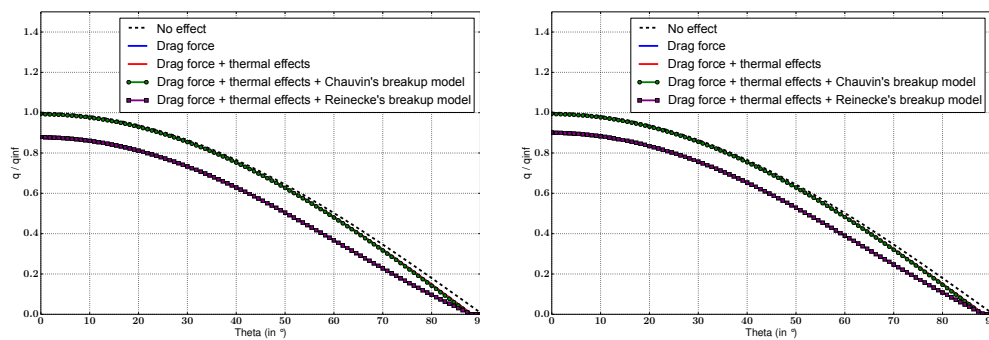 No effect
Drag force
Drag force + thermal effects
Drag force + thermal effects + Chauvin's breakup model
Drag force + thermal effects + Reinecke's breakup model
1.4
1.2
1.0
0.8
0.6
0.4
0.2
0.0
q / qinf
0 10 20 30 40 50 60 70 80 9
Theta (in °)
No effect
Drag force
Drag force + thermal effects
Drag force + thermal effects + Chauvin's breakup model
Drag force + thermal effects + Reinecke's breakup model
1.4
1.2
1.0
0.8
0.6
0.4
0.2
0.0
q / qinf
0 10 20 30 40 50 60 70 80 9
Theta (in °)